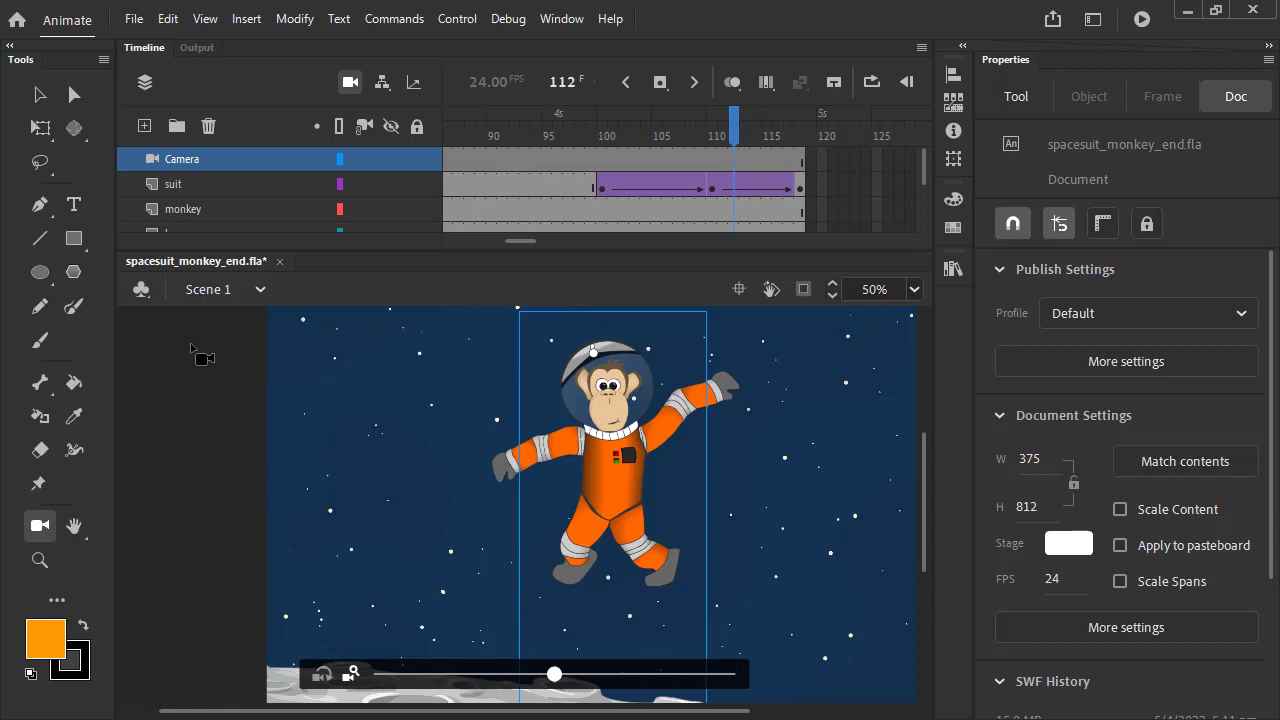 Animate File Edit View Insert Modify Text Commands Control Debug Window Help
Tools
Timeline Output
Properties
24.00 FPS 112 F
Tool Object Frame Doc
4s 5s
90 95 100 105 110 115 120 125
Camera
suit
monkey
An spacesuit_monkey_end.fla
Document
spacesuit_monkey_end.fla* ×
Scene 1 50%
Publish Settings
Profile Default
More settings
Document Settings
W 375 Match contents
H 812 Scale Content
Stage Apply to pasteboard
FPS 24 Scale Spans
More settings
SWF History